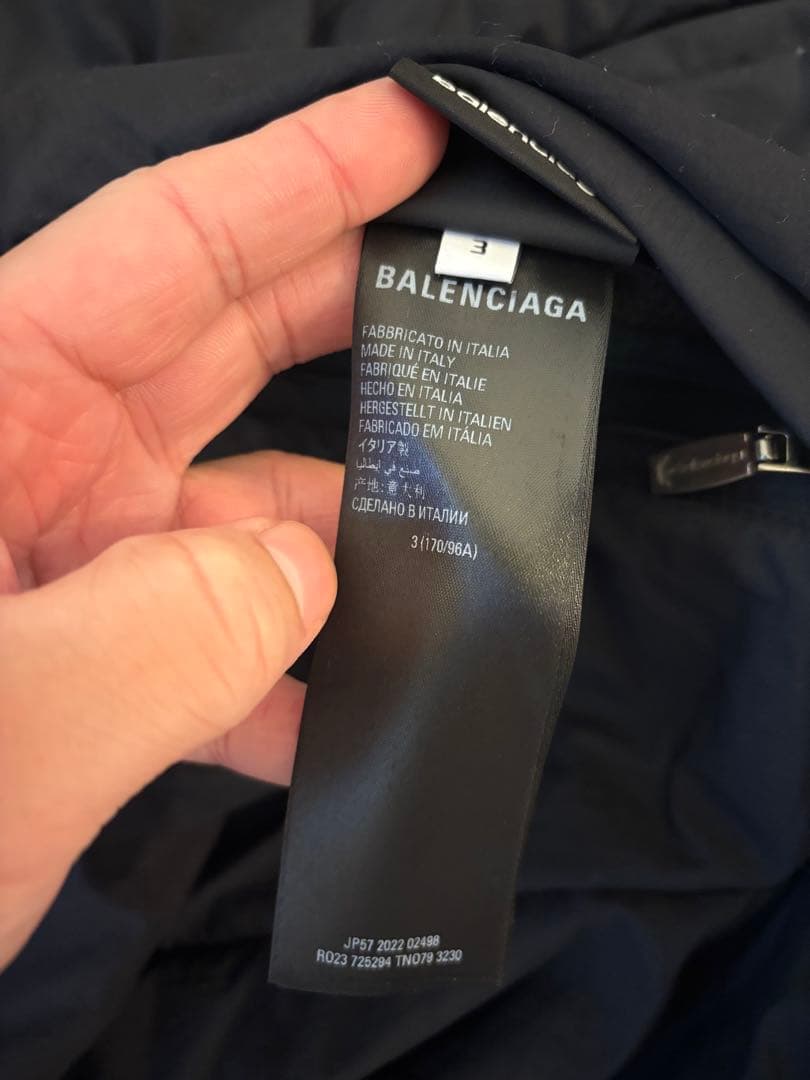 balenciag
3
BALENCIAGA
FABBRICATO IN ITALIA
MADE IN ITALY
FABRIQUÉ EN ITALIE
HECHO EN ITALIA
HERGESTELLT IN ITALIEN
FABRICADO EM ITÁLIA
イタリア製
صنع في ايطاليا
产地:意大利
СДЕЛАНО В ИТАЛИИ
3 (170/96A)
JP57 2022 02498
RO23 725294 TNO79 3230